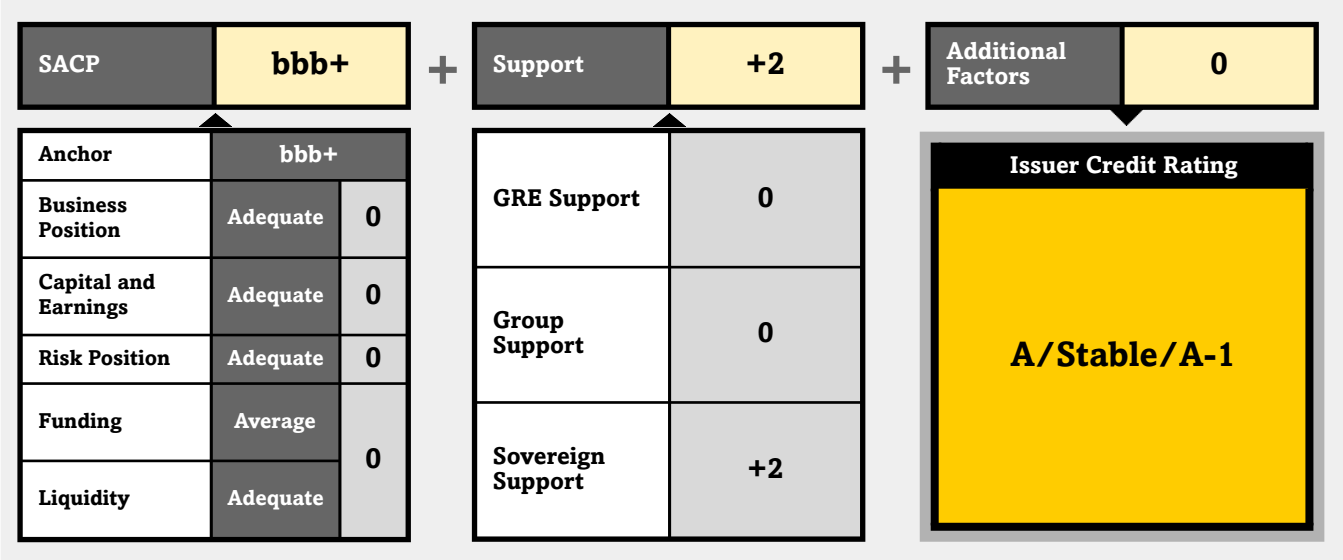 SACP
bbb+
+
Support
+2
+
Additional
Factors
0
Anchor
bbb+
Business
Position
Adequate
0
Capital and
Earnings
Adequate
0
Risk Position
Adequate
0
Funding
Average
Liquidity
Adequate
0
GRE Support
0
Group
Support
0
Sovereign
Support
+2
Issuer Credit Rating
A/Stable/A-1